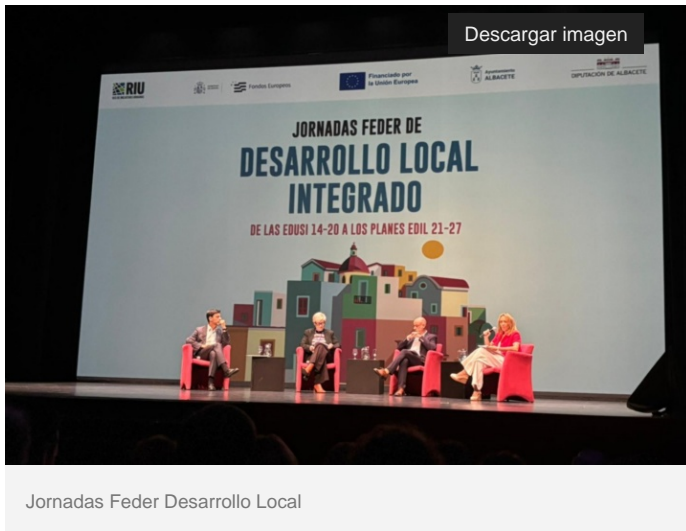 Descargar imagen
RIU
Fondos Europeos
Financiado por
la Unión Europea
Ayuntamiento
ALBACETE
DIPUTACIÓN DE ALBACETE
JORNADAS FEDER DE
DESARROLLO LOCAL
INTEGRADO
DE LAS EDUSI 14-20 A LOS PLANES EDIL 21-27
Jornadas Feder Desarrollo Local